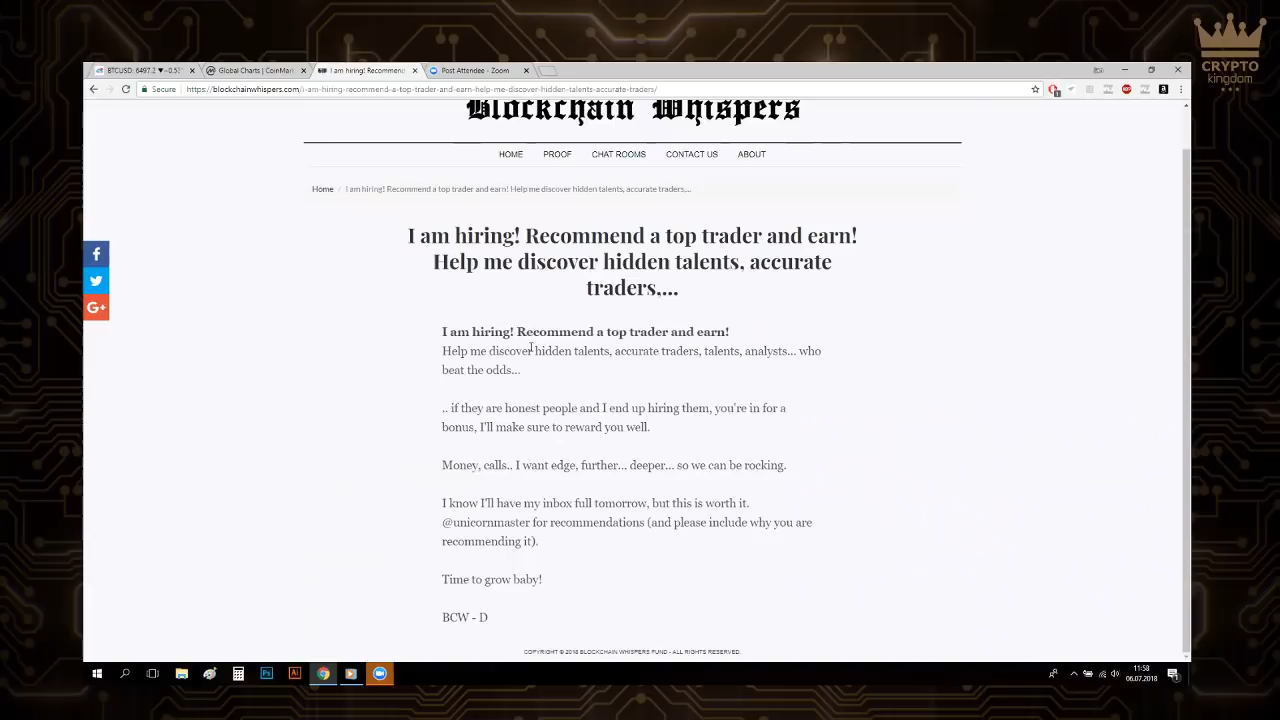 CRYPTO
kingdom
BTCUSD: 6497.2 ▼−0.5
Global Charts | CoinMar
I am hiring! Recommend
Post Attendee - Zoom
Secure
https://blockchainwhispers.com/i-am-hiring-recommend-a-top-trader-and-earn-help-me-discover-hidden-talents-accurate-traders/
Blockchain Whispers
HOME PROOF CHAT ROOMS CONTACT US ABOUT
Home / I am hiring! Recommend a top trader and earn! Help me discover hidden talents, accurate traders,...
I am hiring! Recommend a top trader and earn!
Help me discover hidden talents, accurate
traders,...
I am hiring! Recommend a top trader and earn!
Help me discover hidden talents, accurate traders, talents, analysts... who
beat the odds...
.. if they are honest people and I end up hiring them, you're in for a
bonus, I'll make sure to reward you well.
Money, calls.. I want edge, further... deeper... so we can be rocking.
I know I'll have my inbox full tomorrow, but this is worth it.
@unicornmaster for recommendations (and please include why you are
recommending it).
Time to grow baby!
BCW - D
COPYRIGHT © 2018 BLOCKCHAIN WHISPERS FUND - ALL RIGHTS RESERVED.
11:58
06.07.2018